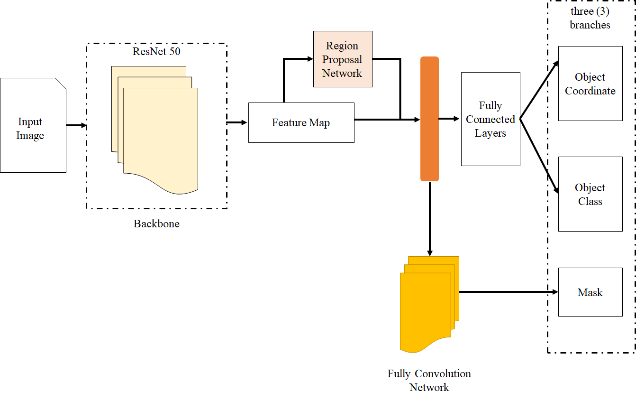 three (3)
branches
ResNet 50
Region
Proposal
Network
Input
Image
Feature Map
Fully
Connected
Layers
Object
Coordinate
Object
Class
Backbone
Mask
Fully Convolution
Network